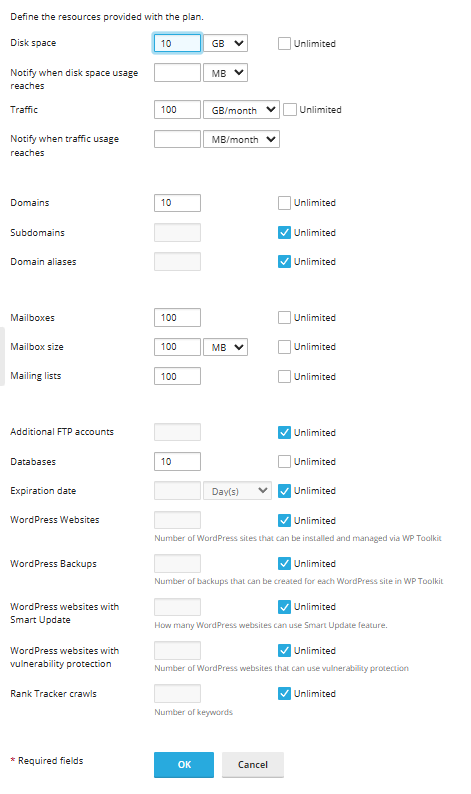 Define the resources provided with the plan.
Disk space 10 GB Unlimited
Notify when disk space usage MB
reaches
Traffic 100 GB/month Unlimited
Notify when traffic usage MB/month
reaches
Domains 10 Unlimited
Subdomains Unlimited
Domain aliases Unlimited
Mailboxes 100 Unlimited
Mailbox size 100 MB Unlimited
Mailing lists 100 Unlimited
Additional FTP accounts Unlimited
Databases 10 Unlimited
Expiration date Day(s) Unlimited
WordPress Websites Unlimited
Number of WordPress sites that can be installed and managed via WP Toolkit
WordPress Backups Unlimited
Number of backups that can be created for each WordPress site in WP Toolkit
WordPress websites with Unlimited
Smart Update
How many WordPress websites can use Smart Update feature.
WordPress websites with Unlimited
vulnerability protection
Number of WordPress websites that can use vulnerability protection
Rank Tracker crawls Unlimited
Number of keywords
* Required fields OK Cancel